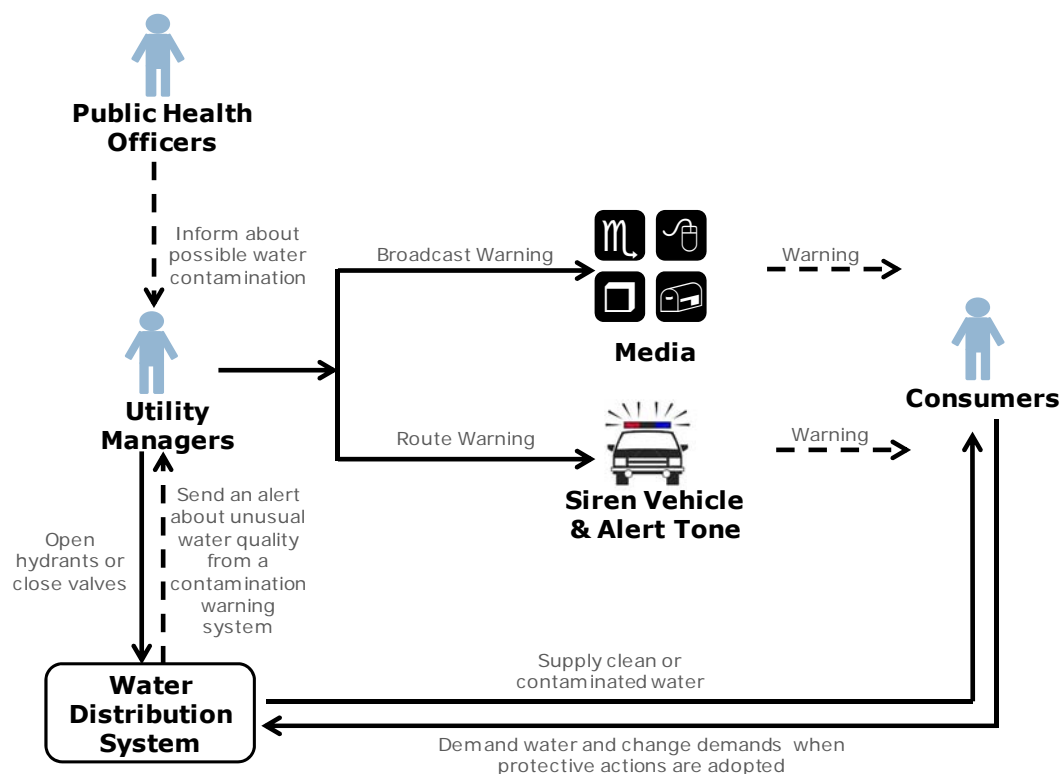 Public Health
Officers
Inform about
possible water
contamination
Broadcast Warning
Warning
Media
Utility
Managers
Consumers
Route Warning
Warning
Siren Vehicle
& Alert Tone
Open
hydrants or
close valves
Send an alert
about unusual
water quality
from a
contamination
warning
system
Supply clean or
contaminated water
Water
Distribution
System
Demand water and change demands when
protective actions are adopted